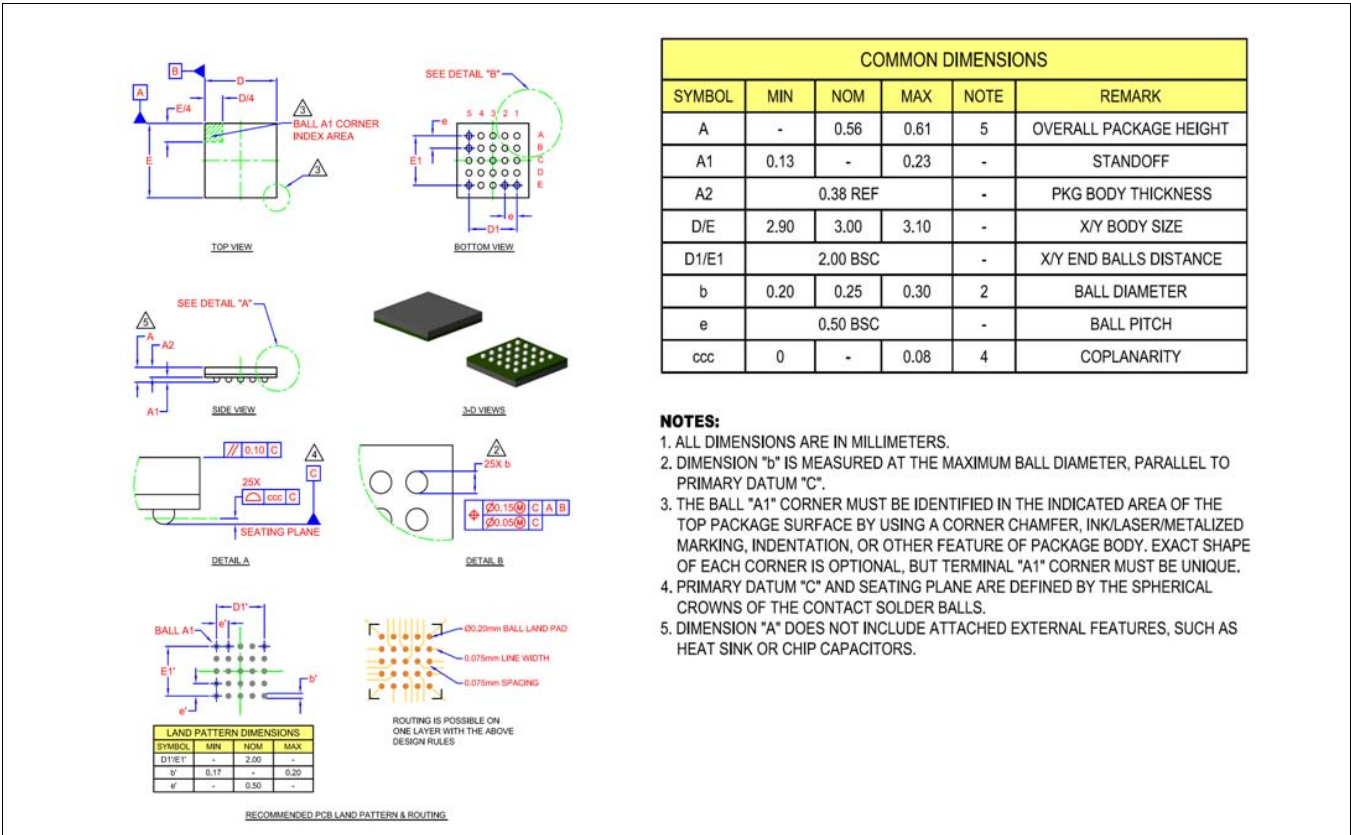 B
D
A
E/4
D/4
3
BALL A1 CORNER
INDEX AREA
E
3
TOP VIEW
SEE DETAIL "B"
5 4 3 2 1
e
A
B
C
D
E
E1
e
D1
BOTTOM VIEW
SEE DETAIL "A"
5
A
A2
A1
SIDE VIEW
3-D VIEWS
// 0.10 C
4
C
25X
ccc C
SEATING PLANE
DETAIL A
2
25X b
Ø0.15Ⓜ C A B
Ø0.05Ⓜ C
DETAIL B
D1'
e'
BALL A1
E1'
b'
e'
Ø0.20mm BALL LAND PAD
0.075mm LINE WIDTH
0.075mm SPACING
ROUTING IS POSSIBLE ON
ONE LAYER WITH THE ABOVE
DESIGN RULES
LAND PATTERN DIMENSIONS
SYMBOL MIN NOM MAX
D1'/E1' - 2.00 -
b' 0.17 - 0.20
e' - 0.50 -
RECOMMENDED PCB LAND PATTERN & ROUTING
COMMON DIMENSIONS
SYMBOL MIN NOM MAX NOTE REMARK
A - 0.56 0.61 5 OVERALL PACKAGE HEIGHT
A1 0.13 - 0.23 - STANDOFF
A2 0.38 REF - PKG BODY THICKNESS
D/E 2.90 3.00 3.10 - X/Y BODY SIZE
D1/E1 2.00 BSC - X/Y END BALLS DISTANCE
b 0.20 0.25 0.30 2 BALL DIAMETER
e 0.50 BSC - BALL PITCH
ccc 0 - 0.08 4 COPLANARITY
NOTES:
1. ALL DIMENSIONS ARE IN MILLIMETERS.
2. DIMENSION "b" IS MEASURED AT THE MAXIMUM BALL DIAMETER, PARALLEL TO
PRIMARY DATUM "C".
3. THE BALL "A1" CORNER MUST BE IDENTIFIED IN THE INDICATED AREA OF THE
TOP PACKAGE SURFACE BY USING A CORNER CHAMFER, INK/LASER/METALIZED
MARKING, INDENTATION, OR OTHER FEATURE OF PACKAGE BODY. EXACT SHAPE
OF EACH CORNER IS OPTIONAL, BUT TERMINAL "A1" CORNER MUST BE UNIQUE.
4. PRIMARY DATUM "C" AND SEATING PLANE ARE DEFINED BY THE SPHERICAL
CROWNS OF THE CONTACT SOLDER BALLS.
5. DIMENSION "A" DOES NOT INCLUDE ATTACHED EXTERNAL FEATURES, SUCH AS
HEAT SINK OR CHIP CAPACITORS.